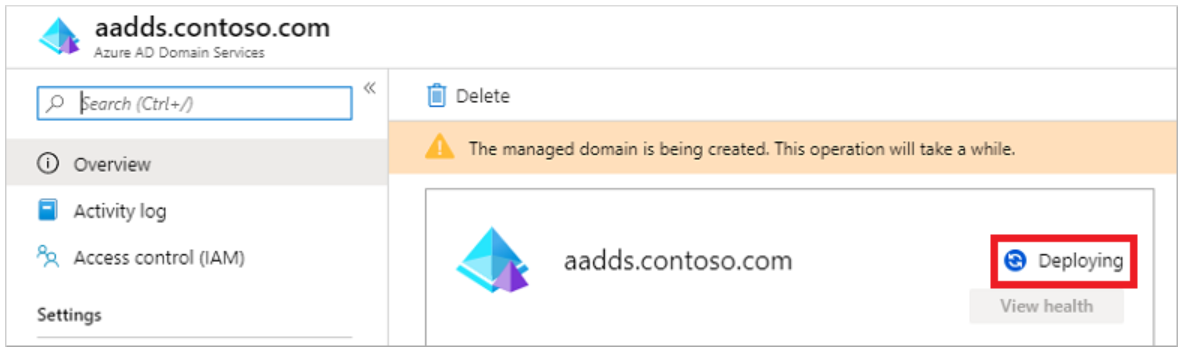 aadds.contoso.com
Azure AD Domain Services
Search (Ctrl+/)
«
Overview
Activity log
Access control (IAM)
Settings
Delete
The managed domain is being created. This operation will take a while.
aadds.contoso.com
Deploying
View health